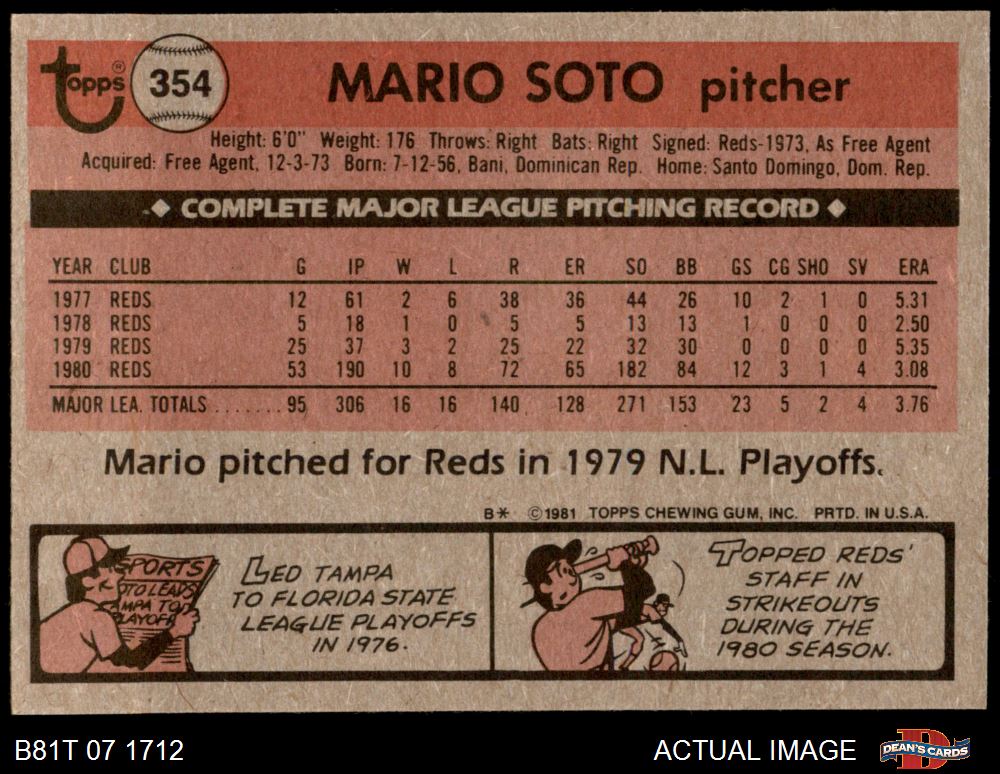 Topps® 354 MARIO SOTO pitcher
Height: 6'0" Weight: 176 Throws: Right Bats: Right Signed: Reds-1973, As Free Agent
Acquired: Free Agent, 12-3-73 Born: 7-12-56, Bani, Dominican Rep. Home: Santo Domingo, Dom. Rep.
◆ COMPLETE MAJOR LEAGUE PITCHING RECORD ◆
YEAR CLUB G IP W L R ER SO BB GS CG SHO SV ERA
1977 REDS 12 61 2 6 38 36 44 26 10 2 1 0 5.31
1978 REDS 5 18 1 0 5 5 13 13 1 0 0 0 2.50
1979 REDS 25 37 3 2 25 22 32 30 0 0 0 0 5.35
1980 REDS 53 190 10 8 72 65 182 84 12 3 1 4 3.08
MAJOR LEA. TOTALS ....... 95 306 16 16 140 128 271 153 23 5 2 4 3.76
Mario pitched for Reds in 1979 N.L. Playoffs.
B* ©1981 TOPPS CHEWING GUM, INC. PRTD. IN U.S.A.
SPORTS
OTO LEADS
AMPA TO
PLAYOFF
LED TAMPA
TO FLORIDA STATE
LEAGUE PLAYOFFS
IN 1976.
TOPPED REDS'
STAFF IN
STRIKEOUTS
DURING THE
1980 SEASON.
B81T 07 1712 ACTUAL IMAGE DEAN'S CARDS